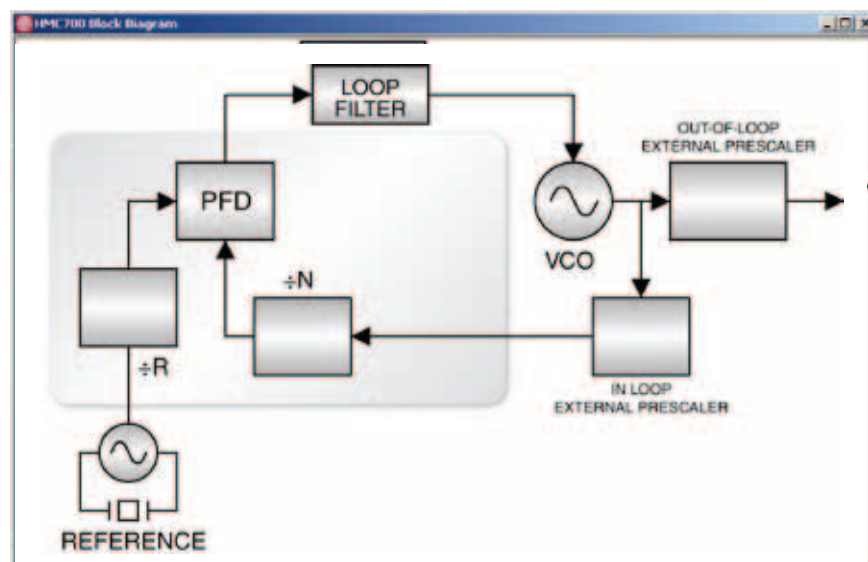 HMC700 Block Diagram
LOOP
FILTER
OUT-OF-LOOP
EXTERNAL PRESCALER
PFD
VCO
÷N
÷R
IN LOOP
EXTERNAL PRESCALER
REFERENCE